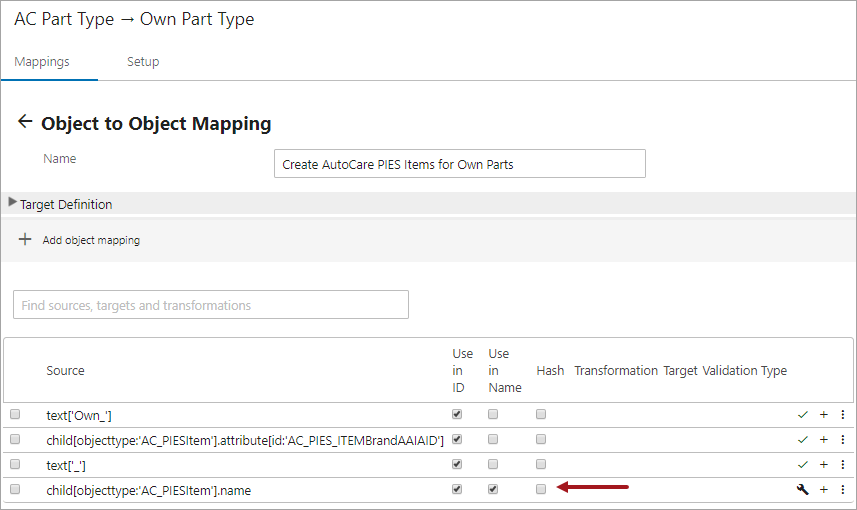 AC Part Type → Own Part Type
Mappings Setup
← Object to Object Mapping
Name Create AutoCare PIES Items for Own Parts
Target Definition
+ Add object mapping
Find sources, targets and transformations
Source Use in ID Use in Name Hash Transformation Target Validation Type
text['Own_']
child[objecttype:'AC_PIESItem'].attribute[id:'AC_PIES_ITEMBrandAAIAID']
text['_']
child[objecttype:'AC_PIESItem'].name